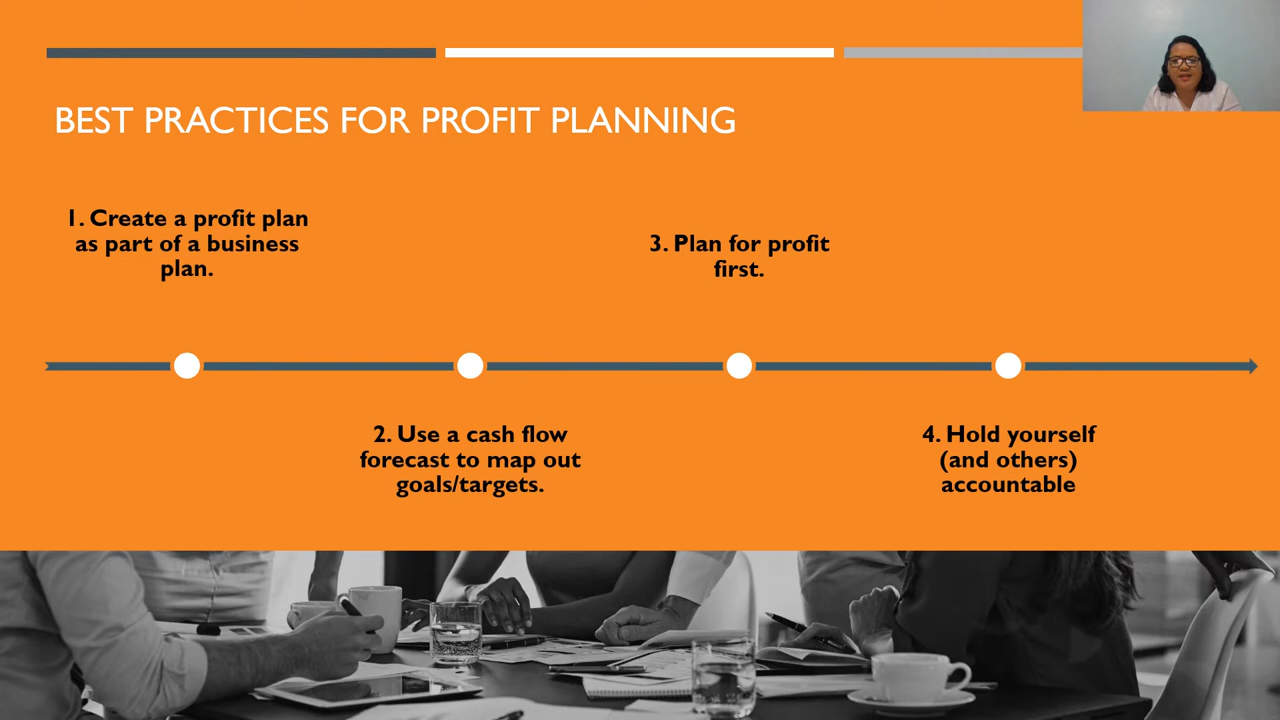 BEST PRACTICES FOR PROFIT PLANNING
1. Create a profit plan
as part of a business
plan.
2. Use a cash flow
forecast to map out
goals/targets.
3. Plan for profit
first.
4. Hold yourself
(and others)
accountable